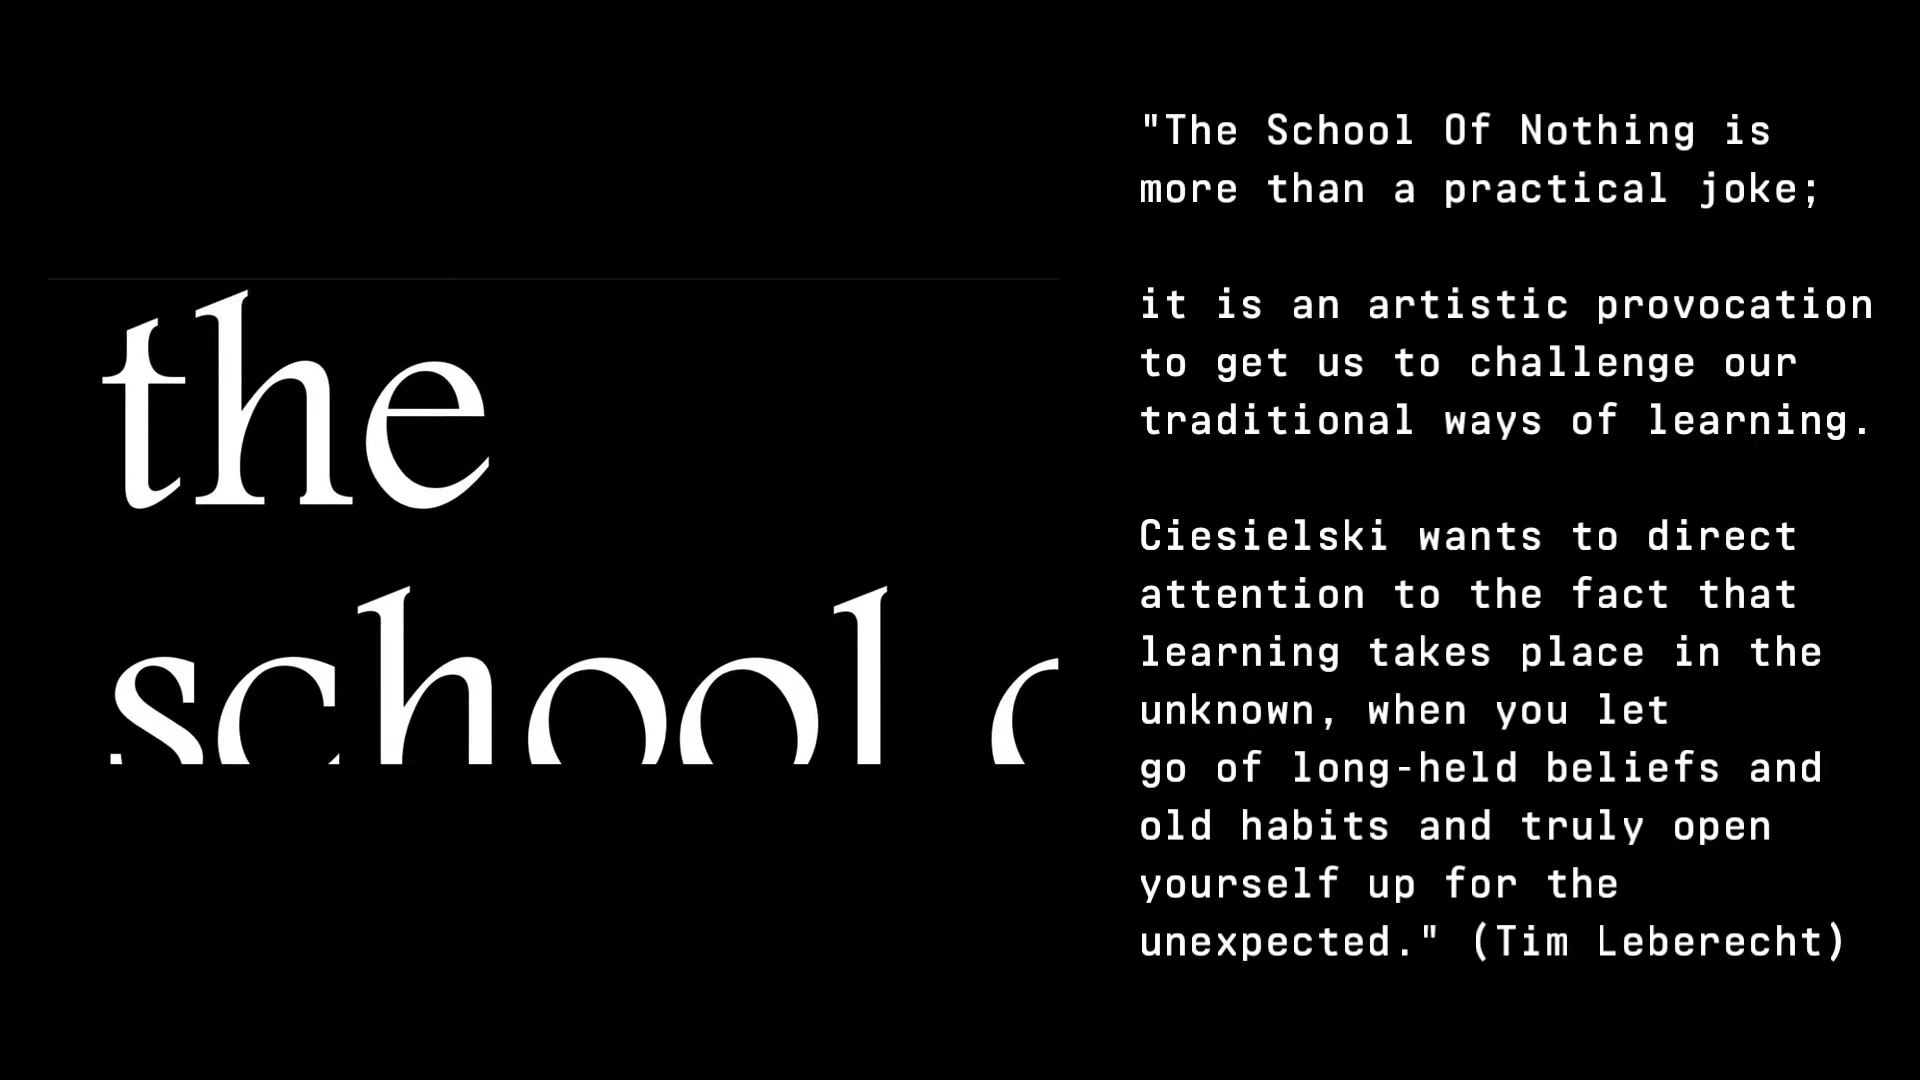 the
school
"The School Of Nothing is
more than a practical joke;
it is an artistic provocation
to get us to challenge our
traditional ways of learning.
Ciesielski wants to direct
attention to the fact that
learning takes place in the
unknown, when you let
go of long-held beliefs and
old habits and truly open
yourself up for the
unexpected." (Tim Leberecht)